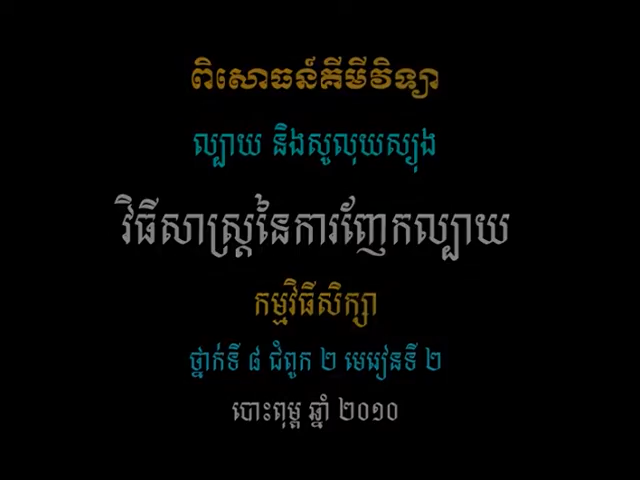 ពិសោធន៍គីមីវិទ្យា
ល្បាយ និងសូលុយស្យុង
វិធីសាស្ត្រនៃការញែកល្បាយ
កម្មវិធីសិក្សា
ថ្នាក់ទី ៨ ជំពូក ២ មេរៀនទី ២
បោះពុម្ព ឆ្នាំ ២០១០